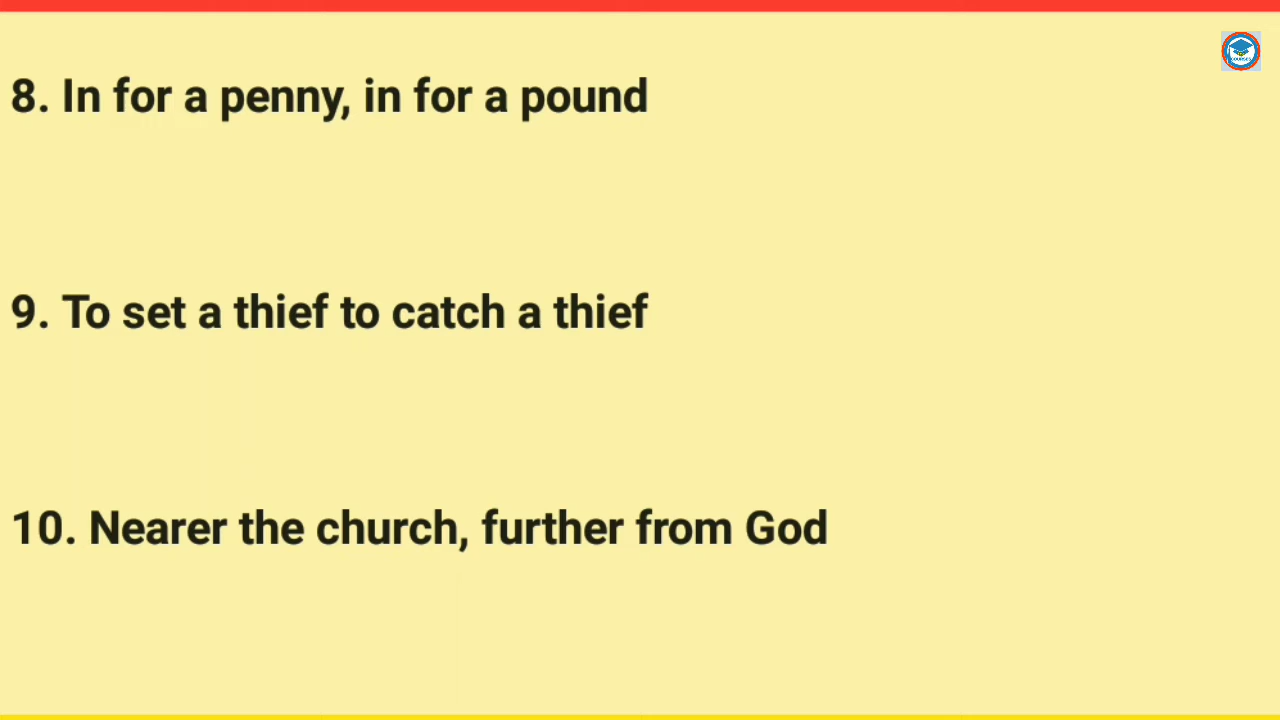 8. In for a penny, in for a pound
9. To set a thief to catch a thief
10. Nearer the church, further from God
COURSES